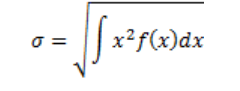 σ = √∫x²f(x)dx